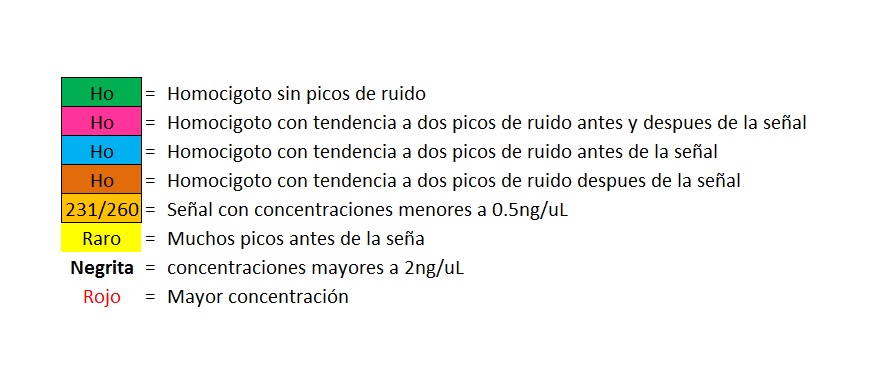 Ho = Homocigoto sin picos de ruido
Ho = Homocigoto con tendencia a dos picos de ruido antes y despues de la señal
Ho = Homocigoto con tendencia a dos picos de ruido antes de la señal
Ho = Homocigoto con tendencia a dos picos de ruido despues de la señal
231/260 = Señal con concentraciones menores a 0.5ng/uL
Raro = Muchos picos antes de la seña
Negrita = concentraciones mayores a 2ng/uL
Rojo = Mayor concentración